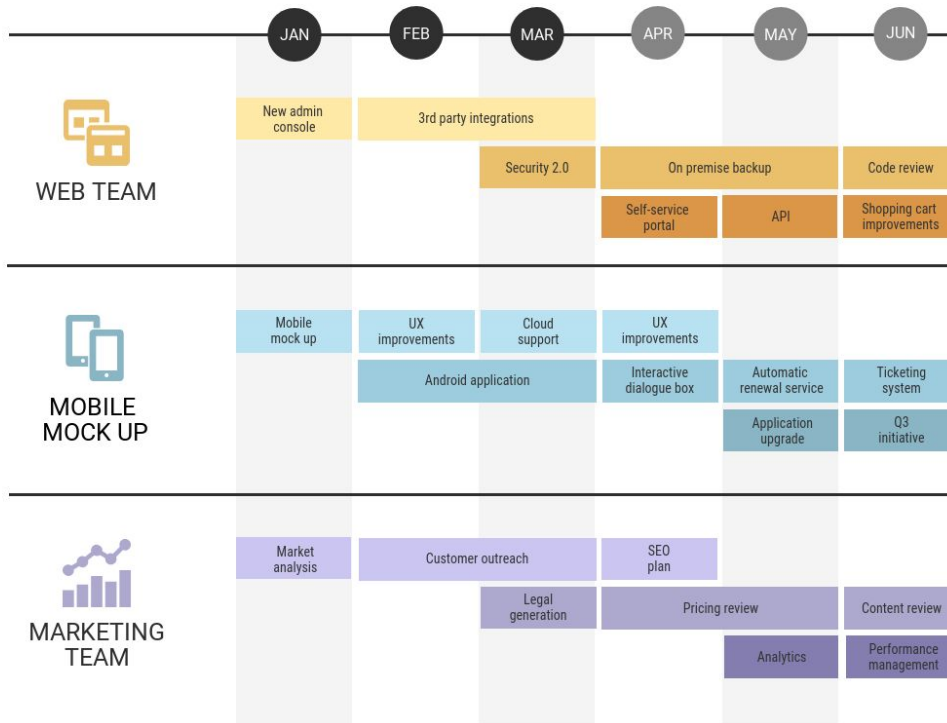 JAN
FEB
MAR
APR
MAY
JUN
WEB TEAM
New admin
console
3rd party integrations
Security 2.0
On premise backup
Code review
Self-service
portal
API
Shopping cart
improvements
MOBILE
MOCK UP
Mobile
mock up
UX
improvements
Cloud
support
UX
improvements
Android application
Interactive
dialogue box
Automatic
renewal service
Ticketing
system
Application
upgrade
Q3
initiative
MARKETING
TEAM
Market
analysis
Customer outreach
SEO
plan
Legal
generation
Pricing review
Content review
Analytics
Performance
management